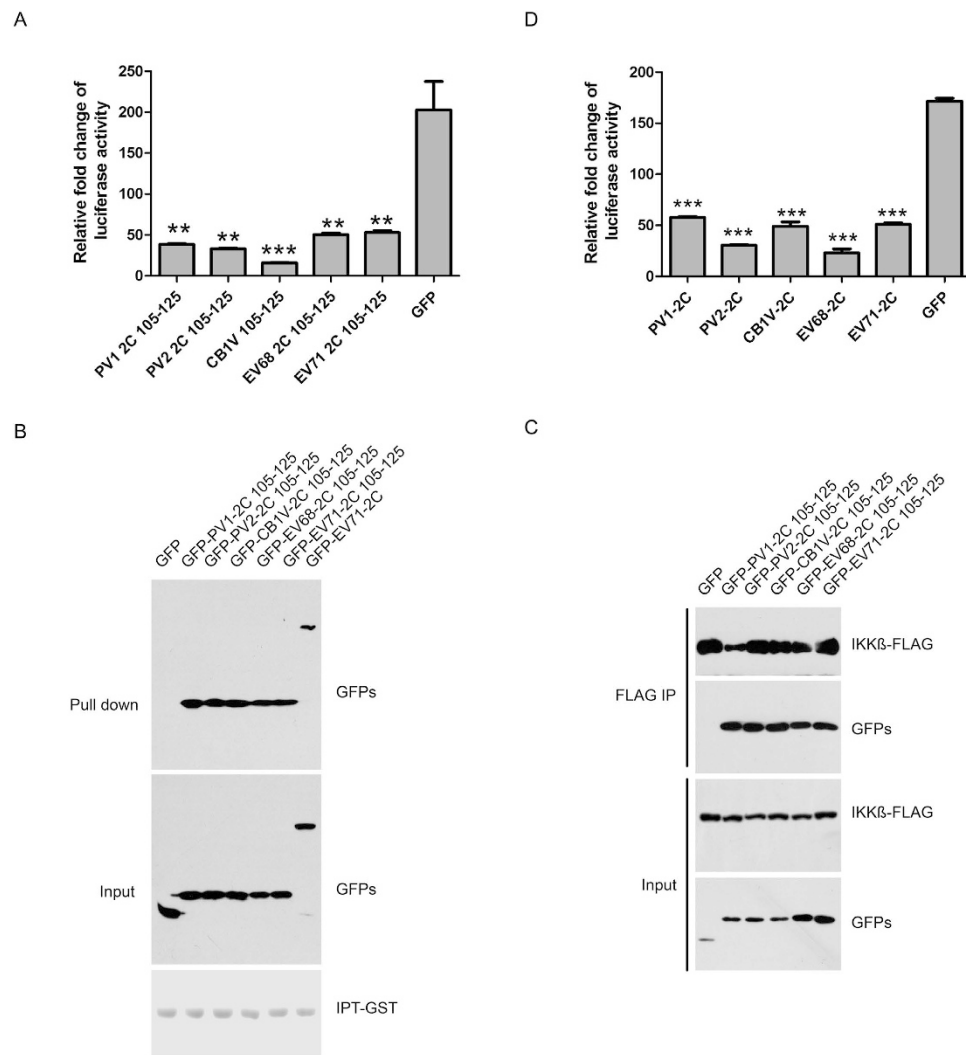 A
Relative fold change of
luciferase activity
250
200
150
100
50
0
**
**
***
**
**
PV1 2C 105-125
PV2 2C 105-125
CB1V 105-125
EV68 2C 105-125
EV71 2C 105-125
GFP
D
Relative fold change of
luciferase activity
200
150
100
50
0
***
***
***
***
***
PV1-2C
PV2-2C
CB1V-2C
EV68-2C
EV71-2C
GFP
B
GFP
GFP-PV1-2C 105-125
GFP-PV2-2C 105-125
GFP-CB1V-2C 105-125
GFP-EV68-2C 105-125
GFP-EV71-2C 105-125
GFP-EV71-2C
Pull down
GFPs
Input
GFPs
IPT-GST
C
GFP
GFP-PV1-2C 105-125
GFP-PV2-2C 105-125
GFP-CB1V-2C 105-125
GFP-EV68-2C 105-125
GFP-EV71-2C 105-125
FLAG IP
IKKß-FLAG
GFPs
Input
IKKß-FLAG
GFPs